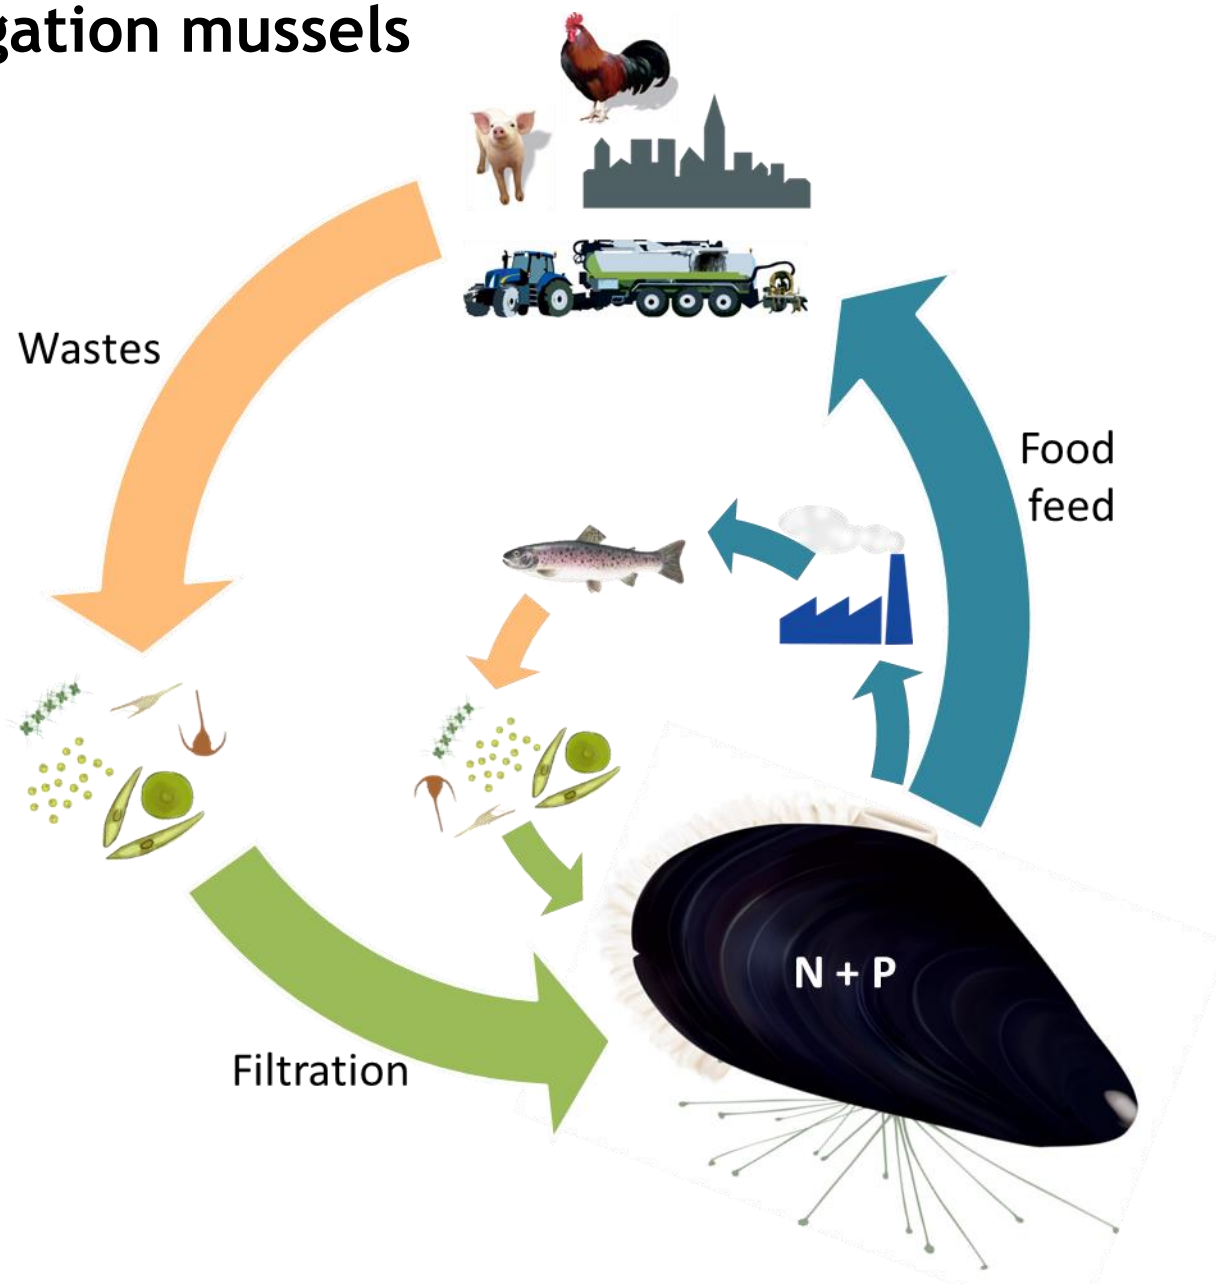 gation mussels
Wastes
Food
feed
N + P
Filtration